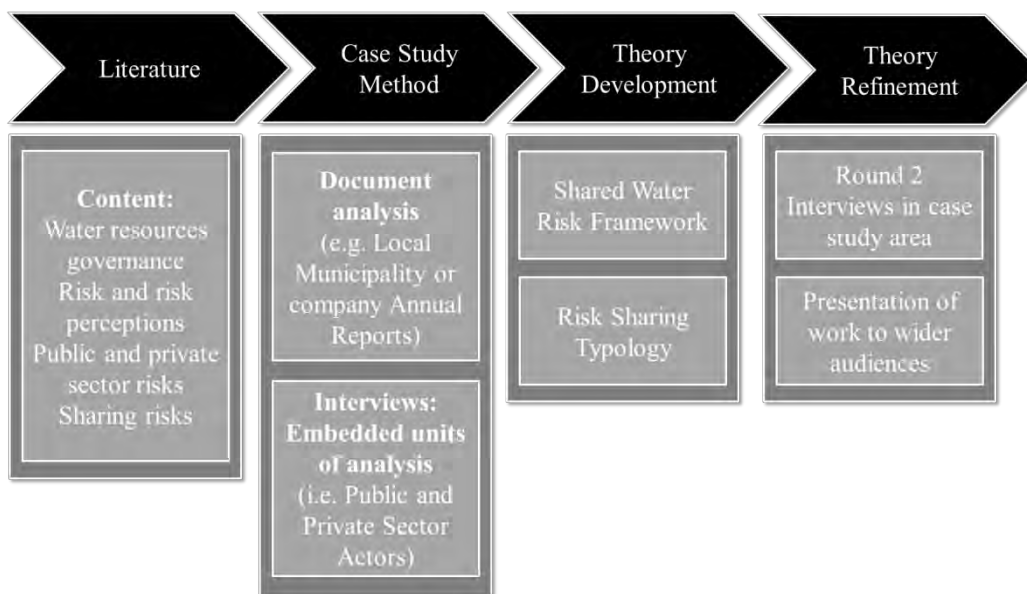 Literature
Case Study
Method
Theory
Development
Theory
Refinement
Content:
Water resources
governance
Risk and risk
perceptions
Public and private
sector risks
Sharing risks
Document
analysis
(e.g. Local
Municipality or
company Annual
Reports)
Interviews:
Embedded units
of analysis
(i.e. Public and
Private Sector
Actors)
Shared Water
Risk Framework
Risk Sharing
Typology
Round 2
Interviews in case
study area
Presentation of
work to wider
audiences